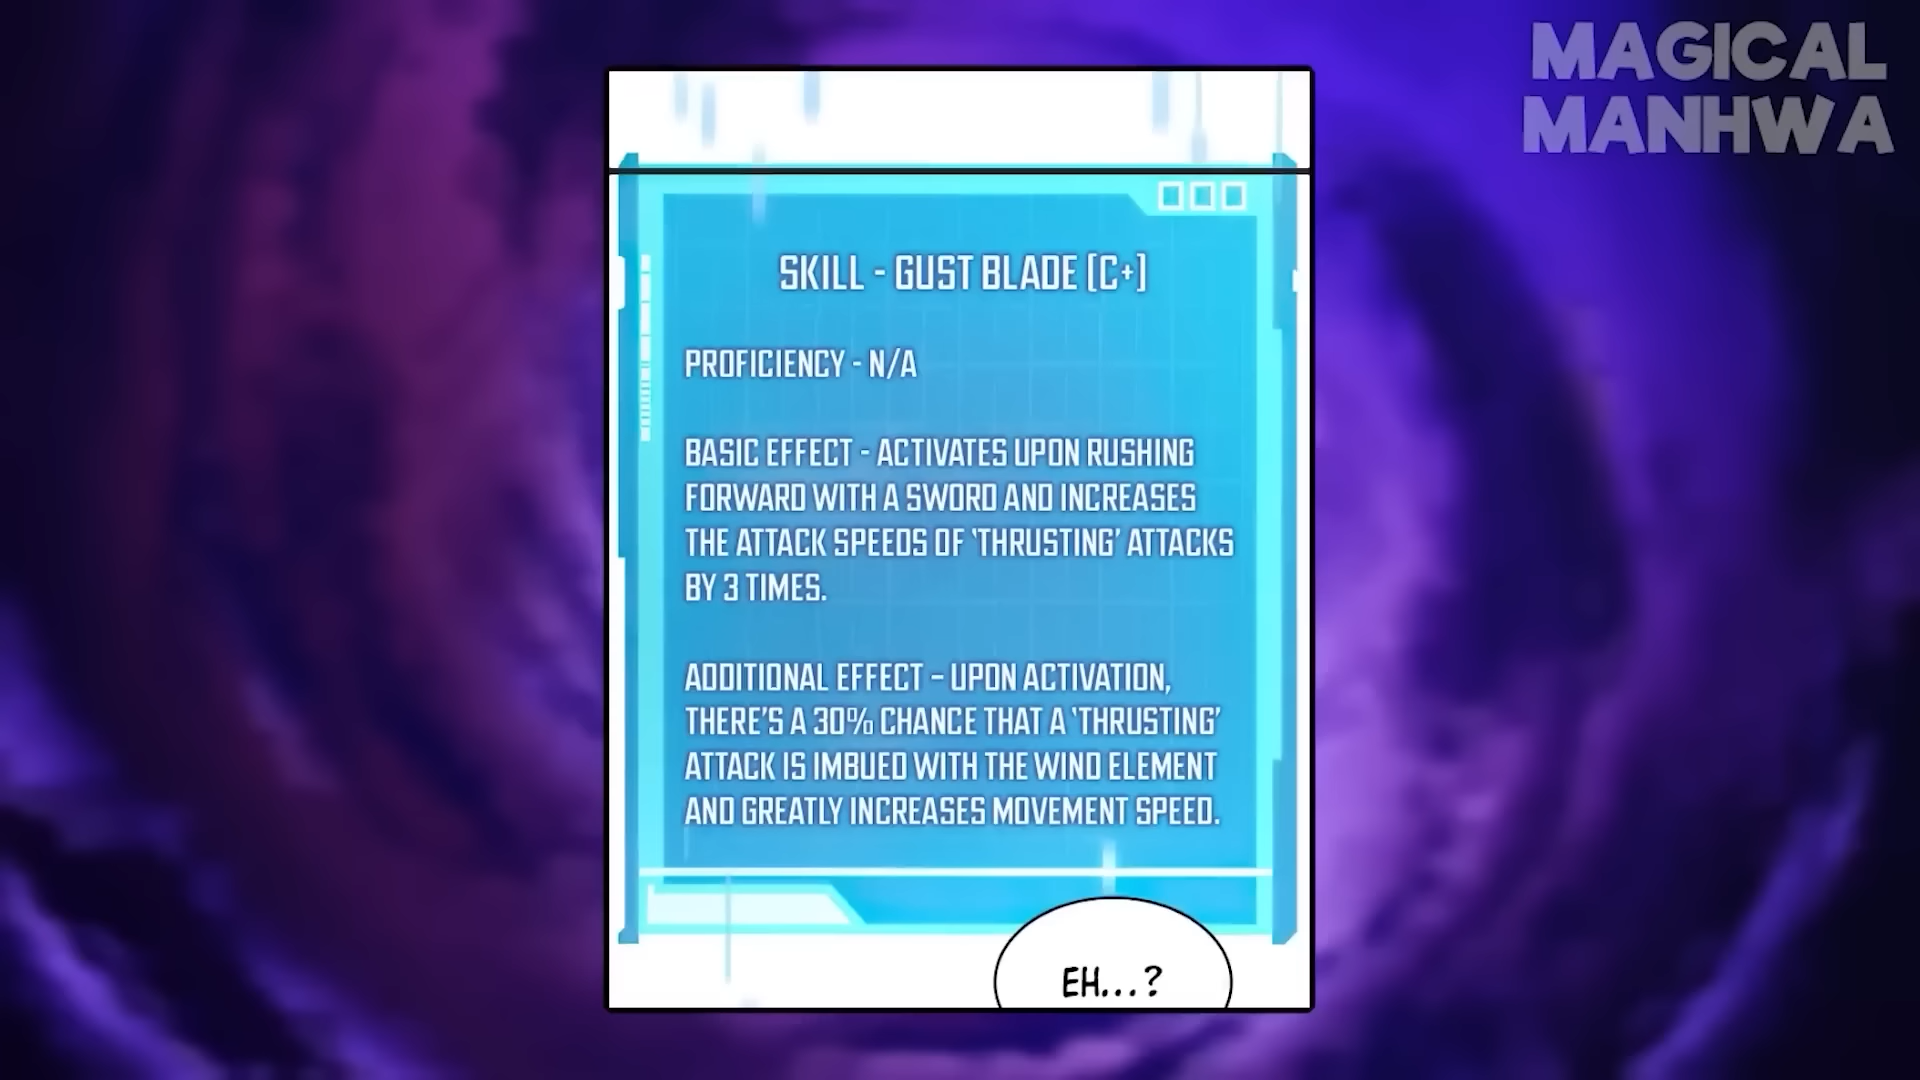 MAGICAL
MANHWA
SKILL - GUST BLADE [C+]
PROFICIENCY - N/A
BASIC EFFECT - ACTIVATES UPON RUSHING
FORWARD WITH A SWORD AND INCREASES
THE ATTACK SPEEDS OF 'THRUSTING' ATTACKS
BY 3 TIMES.
ADDITIONAL EFFECT – UPON ACTIVATION,
THERE'S A 30% CHANCE THAT A 'THRUSTING'
ATTACK IS IMBUED WITH THE WIND ELEMENT
AND GREATLY INCREASES MOVEMENT SPEED.
EH...?